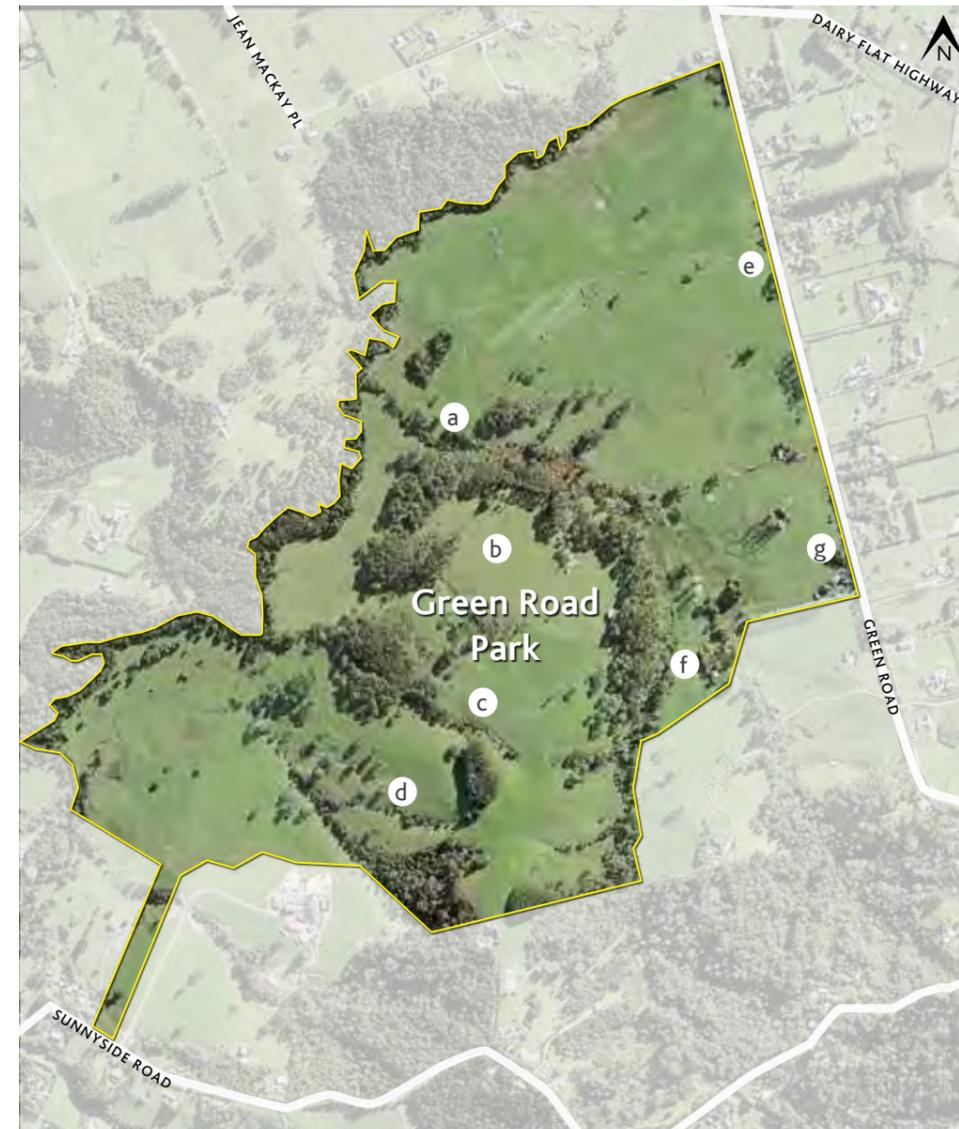 JEAN MACKAY PL
DAIRY FLAT HIGHWAY
N
e
a
b
g
Green Road
Park
f
GREEN ROAD
c
d
SUNNYSIDE ROAD